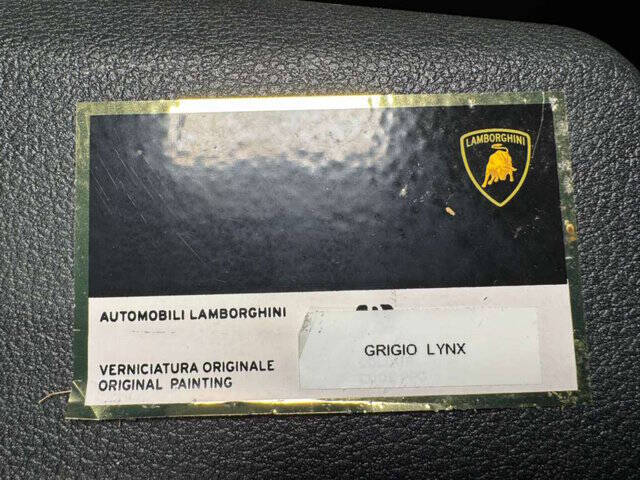 LAMBORGHINI
AUTOMOBILI LAMBORGHINI
GRIGIO LYNX
VERNICIATURA ORIGINALE
ORIGINAL PAINTING